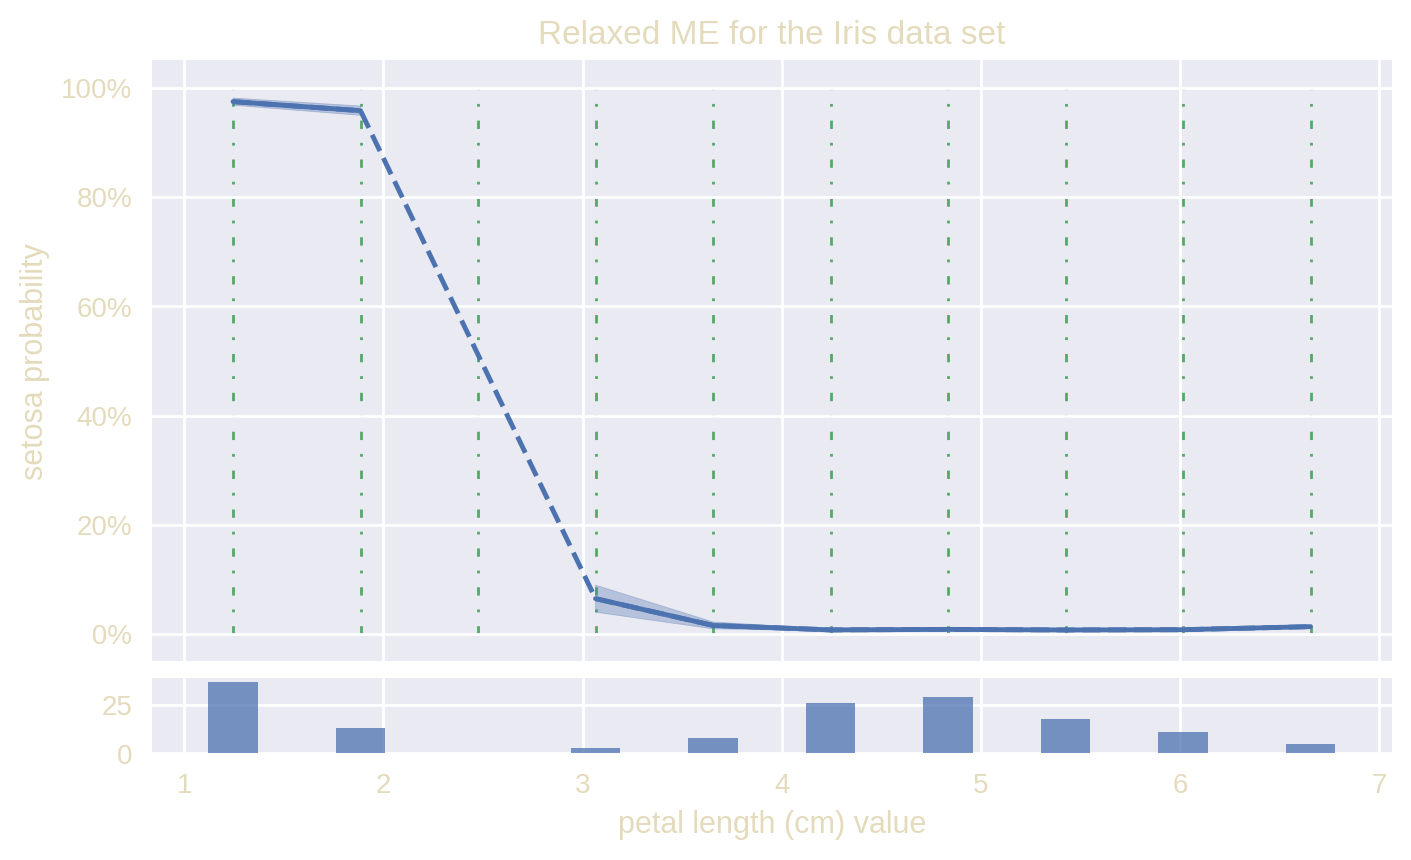 Relaxed ME for the Iris data set
100%
80%
60%
40%
20%
0%
setosa probability
25
0
1 2 3 4 5 6 7
petal length (cm) value